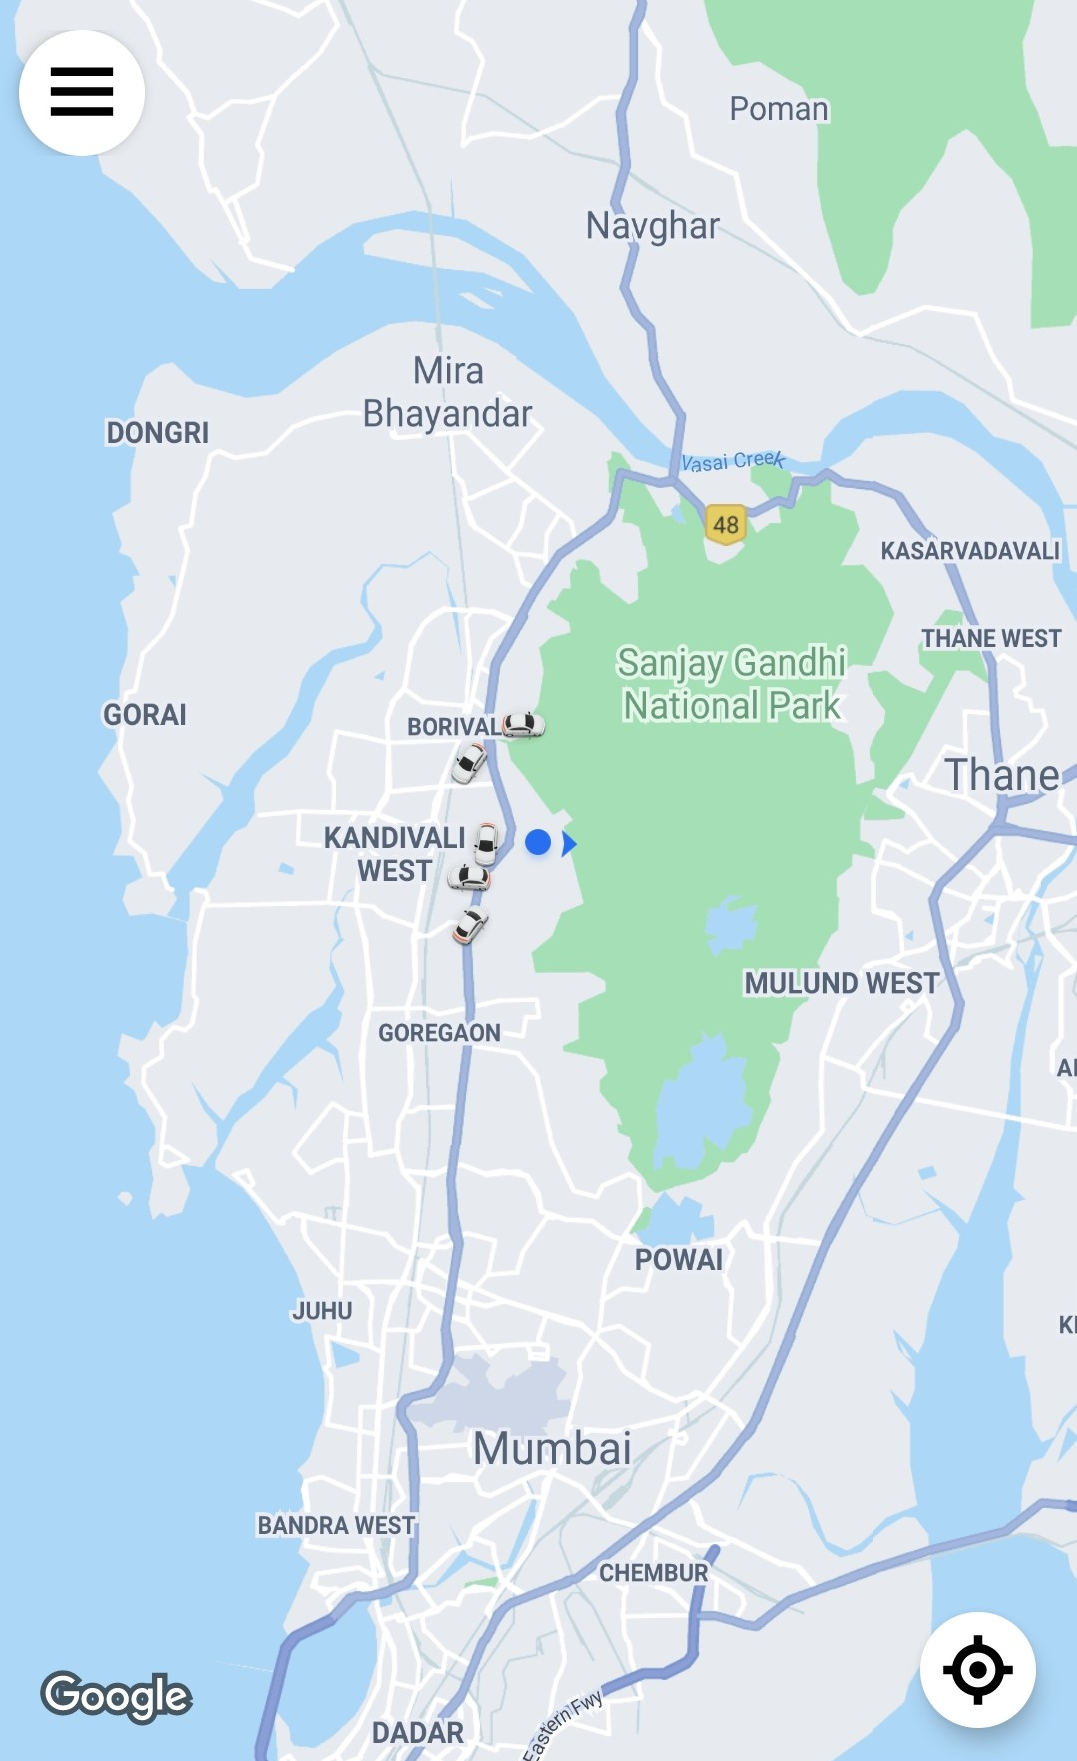 Poman
Navghar
Mira
Bhayandar
DONGRI
Vasai Creek
48
KASARVADAVALI
THANE WEST
Sanjay Gandhi
National Park
GORAI
BORIVAL
Thane
KANDIVALI
WEST
MULUND WEST
GOREGAON
POWAI
JUHU
Mumbai
BANDRA WEST
CHEMBUR
Google
Eastern Fwy
DADAR